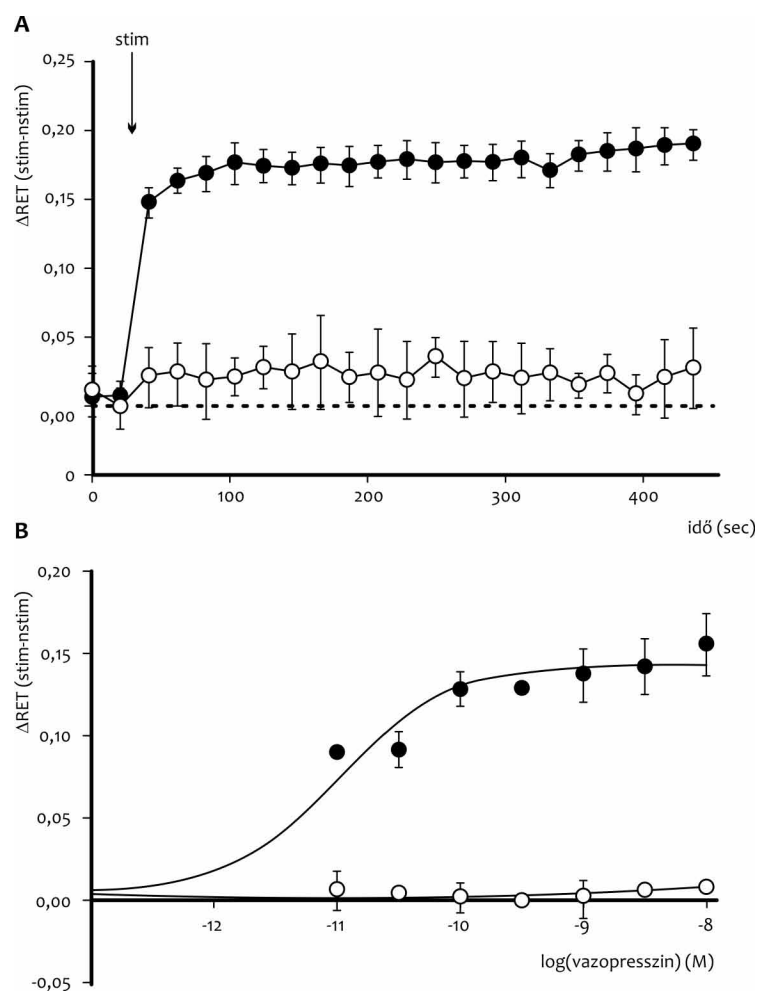 A
stim
0,25
0,20
0,15
0,10
0,05
0,00
0
ΔRET (stim-nstim)
0 100 200 300 400
idő (sec)
B
0,20
0,15
0,10
0,05
0,00
-0,05
ΔRET (stim-nstim)
-12 -11 -10 -9 -8
log(vazopresszin) (M)